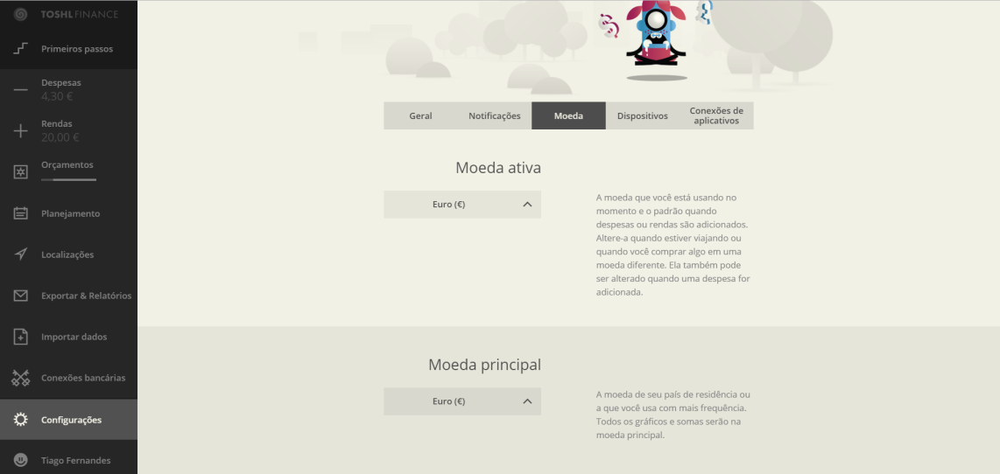 TOSHL FINANCE
Primeiros passos
Despesas
4,30 €
Rendas
20,00 €
Orçamentos
Planejamento
Localizações
Exportar & Relatórios
Importar dados
Conexões bancárias
Configurações
Tiago Fernandes
Geral
Notificações
Moeda
Dispositivos
Conexões de
aplicativos
Moeda ativa
Euro (€)
A moeda que você está usando no
momento e o padrão quando
despesas ou rendas são adicionados.
Altere-a quando estiver viajando ou
quando você comprar algo em uma
moeda diferente. Ela também pode
ser alterado quando uma despesa for
adicionada.
Moeda principal
Euro (€)
A moeda de seu país de residência ou
a que você usa com mais frequência.
Todos os gráficos e somas serão na
moeda principal.